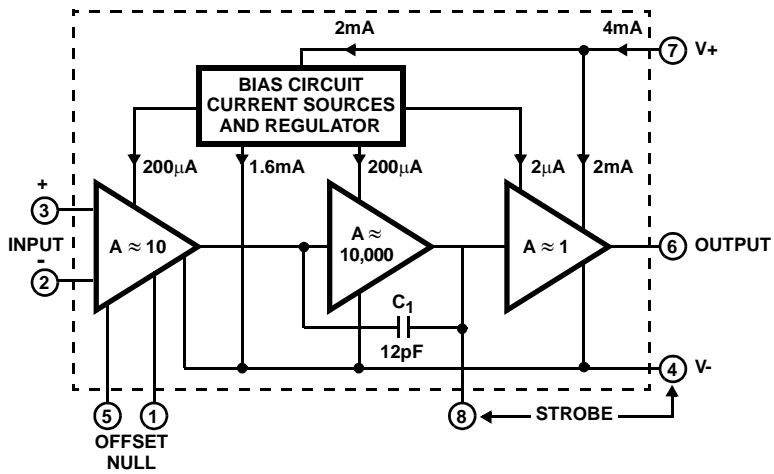 2mA
4mA
7 V+
BIAS CIRCUIT
CURRENT SOURCES
AND REGULATOR
200μA
1.6mA
200μA
2μA
2mA
+
3
INPUT
-
2
A ≈ 10
A ≈
10,000
A ≈ 1
6 OUTPUT
C1
12pF
4 V-
5
1
8
STROBE
OFFSET
NULL